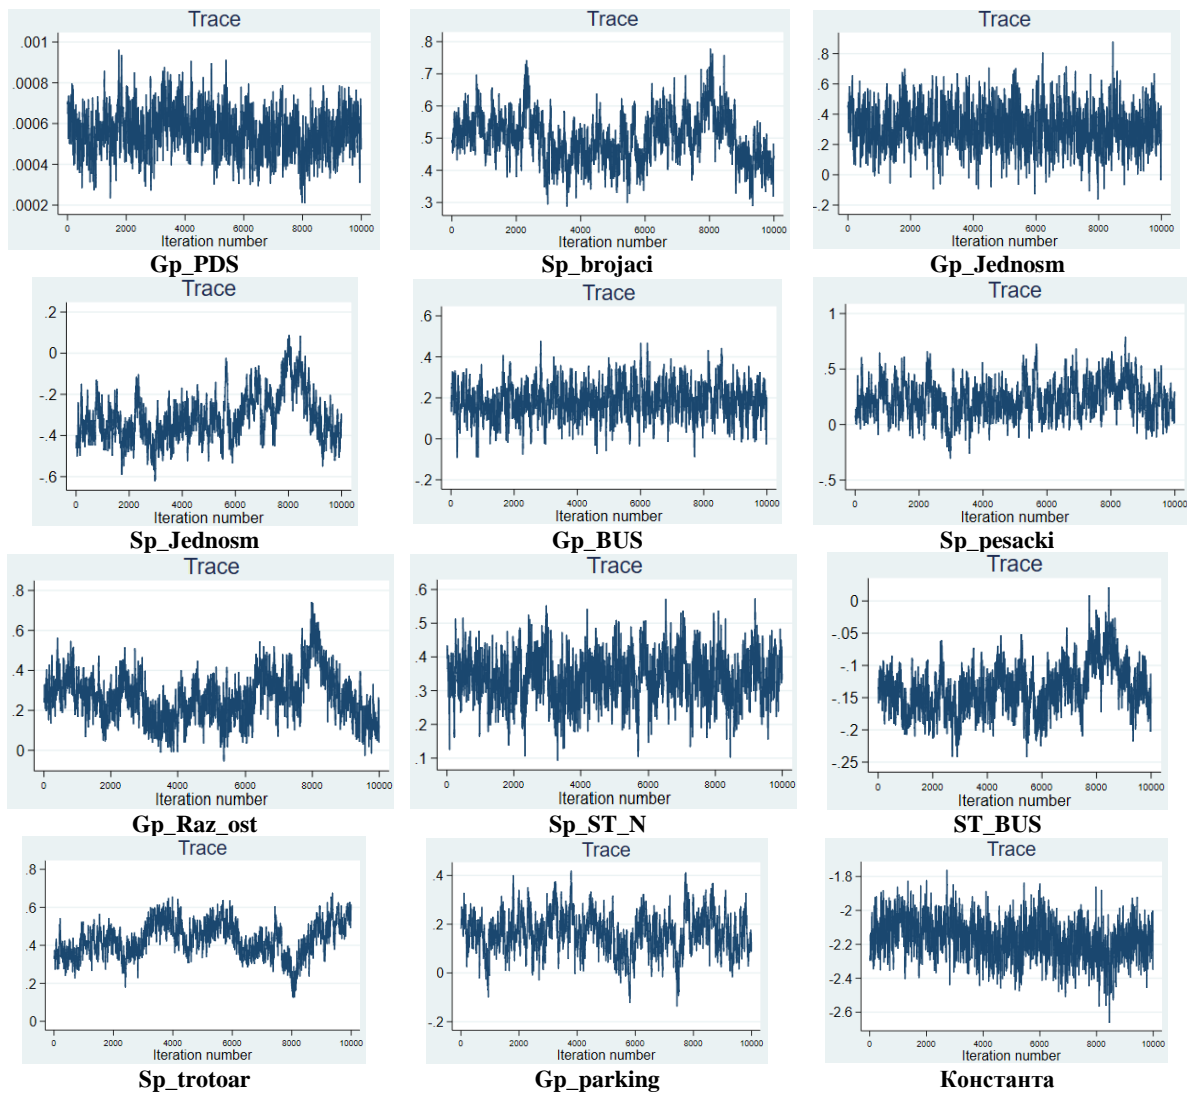 Trace
.001
.0008
.0006
.0004
.0002
0 2000 4000 6000 8000 10000
Iteration number
Gp_PDS
Trace
.8
.7
.6
.5
.4
.3
0 2000 4000 6000 8000 10000
Iteration number
Sp_brojaci
Trace
.8
.6
.4
.2
0
-.2
0 2000 4000 6000 8000 10000
Iteration number
Gp_Jednosm
Trace
.2
0
-.2
-.4
-.6
0 2000 4000 6000 8000 10000
Iteration number
Sp_Jednosm
Trace
.6
.4
.2
0
-.2
0 2000 4000 6000 8000 10000
Iteration number
Gp_BUS
Trace
1
.5
0
-.5
0 2000 4000 6000 8000 10000
Iteration number
Sp_pesacki
Trace
.8
.6
.4
.2
0
0 2000 4000 6000 8000 10000
Iteration number
Gp_Raz_ost
Trace
.6
.5
.4
.3
.2
.1
0 2000 4000 6000 8000 10000
Iteration number
Sp_ST_N
Trace
0
-.05
-.1
-.15
-.2
-.25
0 2000 4000 6000 8000 10000
Iteration number
ST_BUS
Trace
.8
.6
.4
.2
0
0 2000 4000 6000 8000 10000
Iteration number
Sp_trotoar
Trace
.4
.2
0
-.2
0 2000 4000 6000 8000 10000
Iteration number
Gp_parking
Trace
-1.8
-2
-2.2
-2.4
-2.6
0 2000 4000 6000 8000 10000
Iteration number
Константа